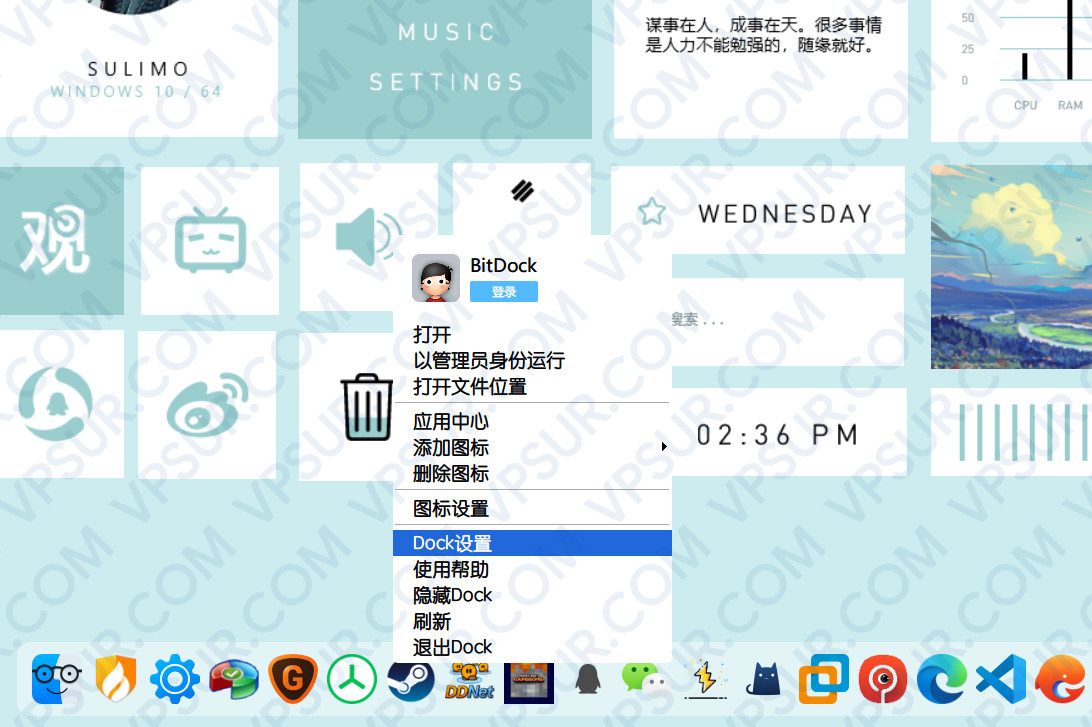 SULIMO
WINDOWS 10 / 64
MUSIC
SETTINGS
谋事在人，成事在天。很多事情
是人力不能勉强的，随缘就好。
50
25
0
CPU RAM
观
WEDNESDAY
搜索 . . .
02:36 PM
BitDock
登录
打开
以管理员身份运行
打开文件位置
应用中心
添加图标
删除图标
图标设置
Dock设置
使用帮助
隐藏Dock
刷新
退出Dock
G
DDNet
VPSUR.COM